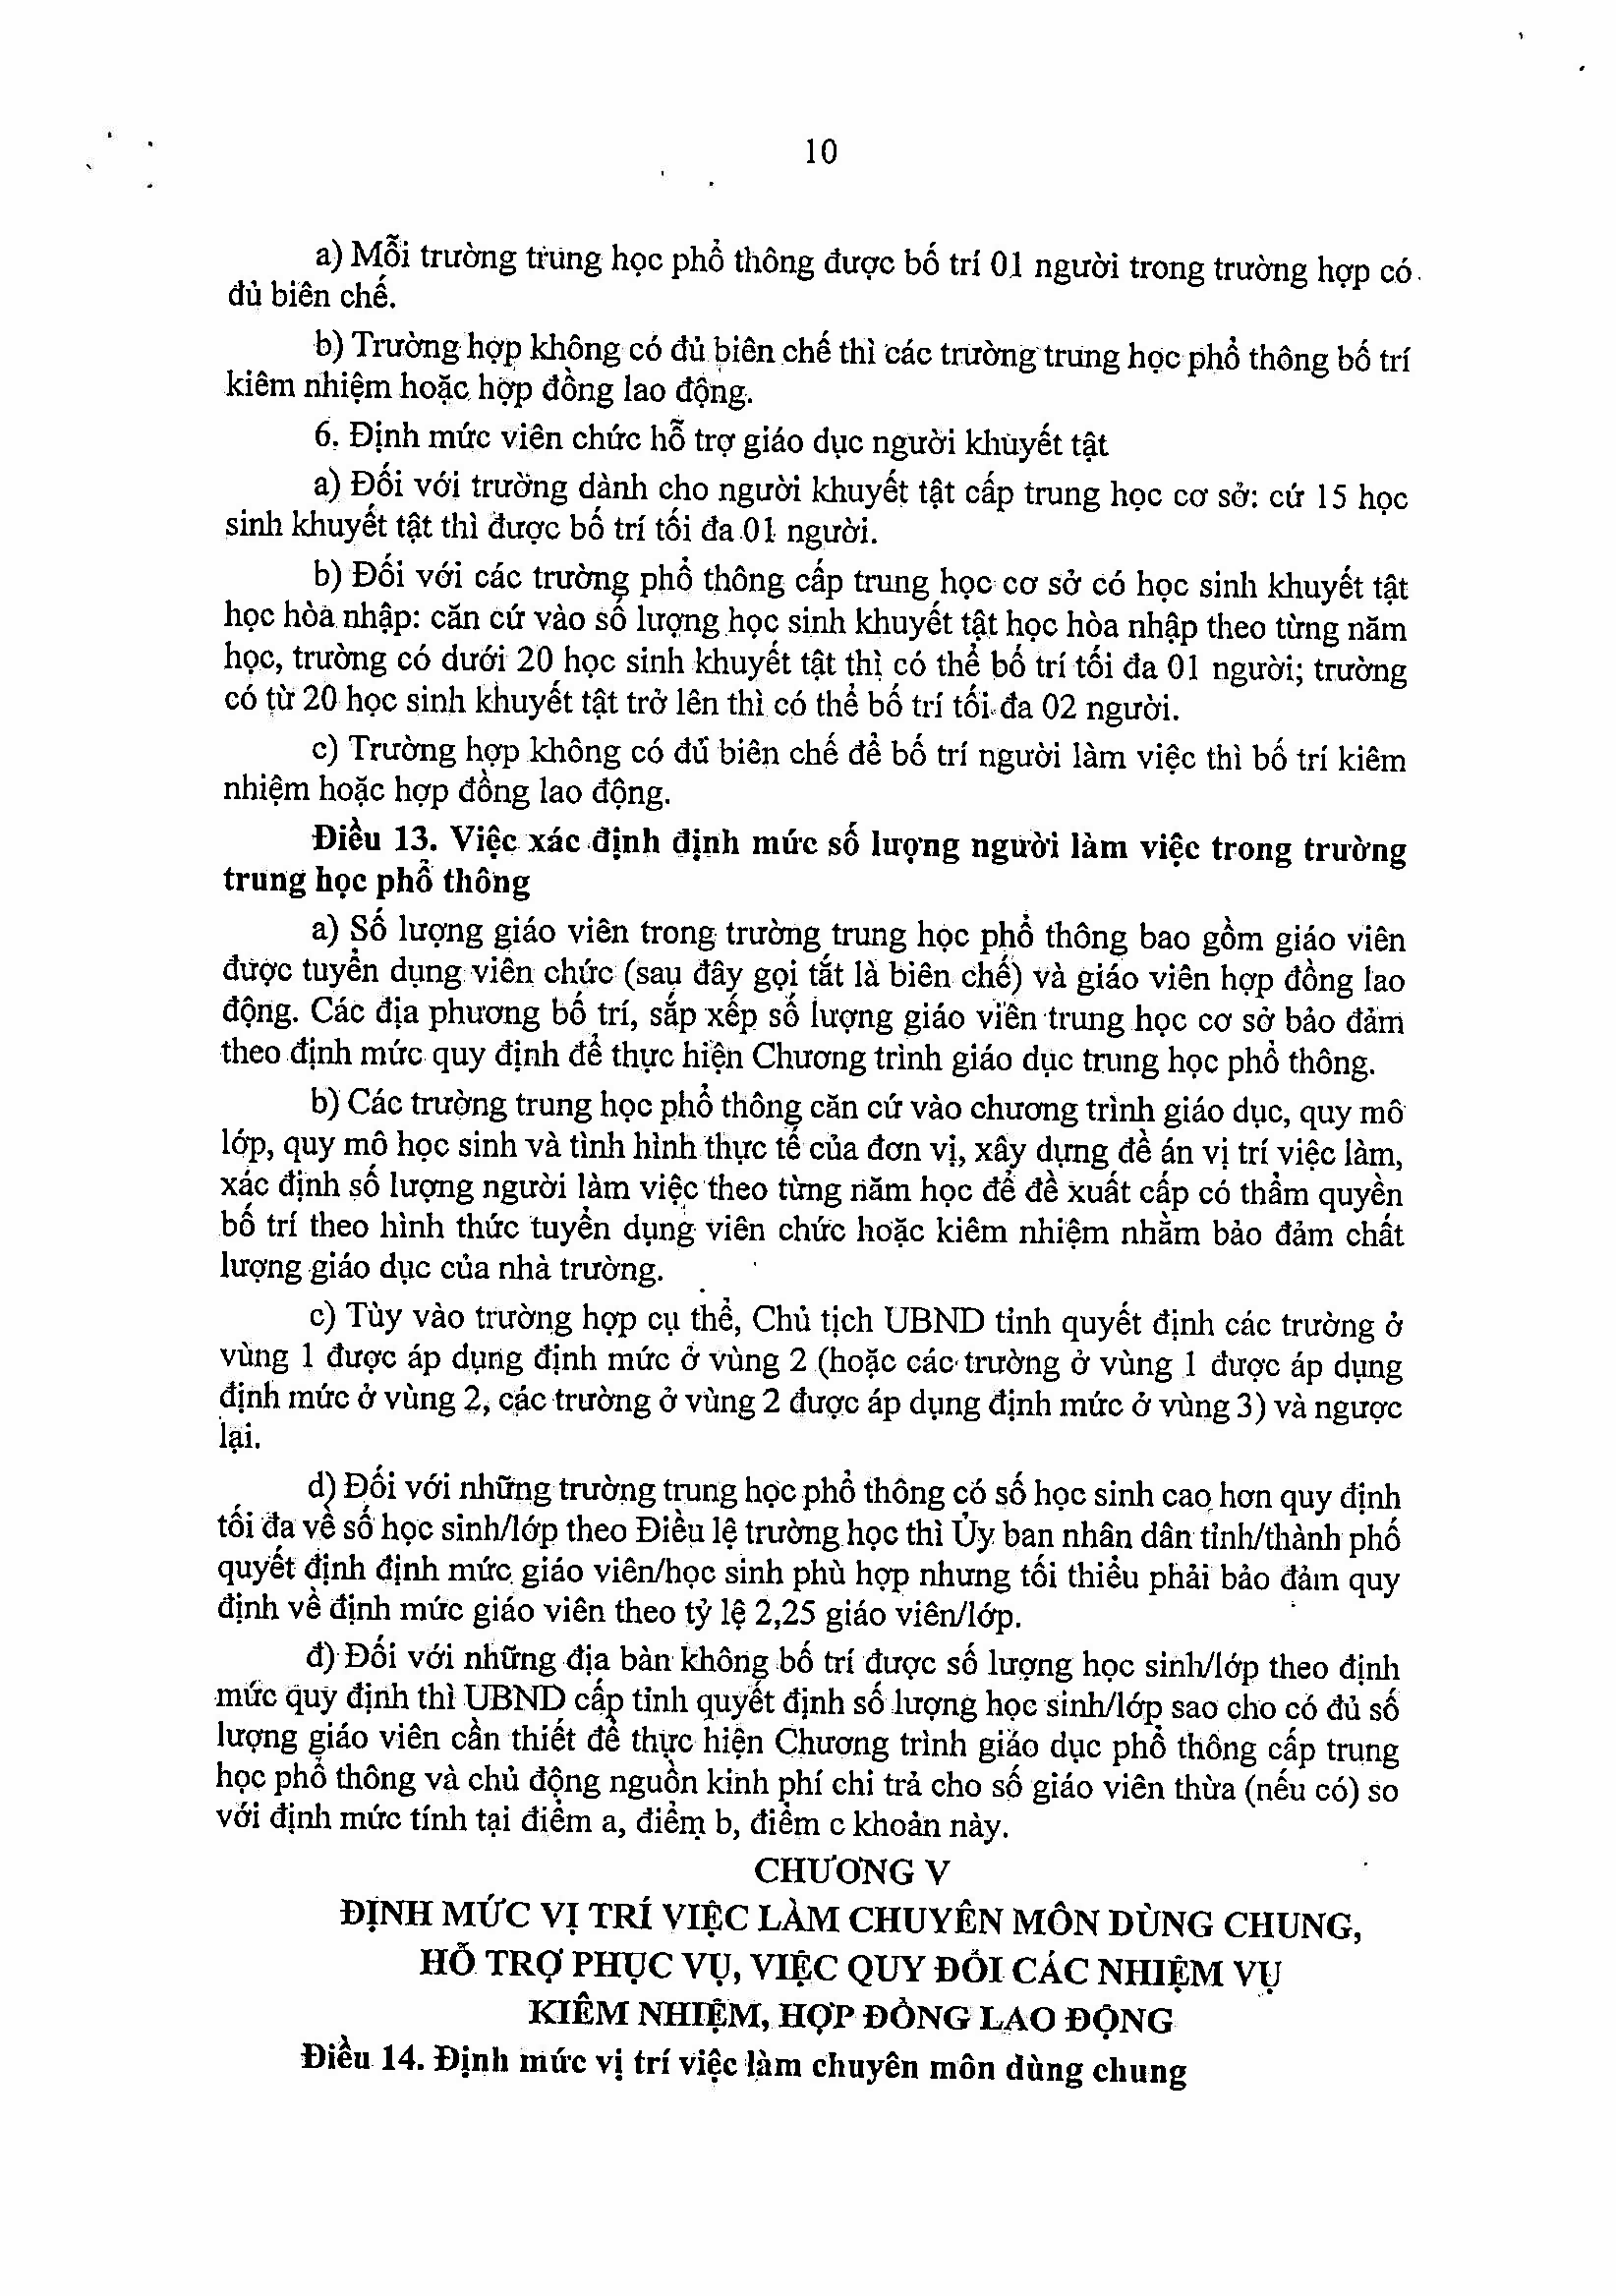 10
a) Mỗi trường trung học phổ thông được bố trí 01 người trong trường hợp có
đủ biên chế.
b) Trường hợp không có đủ biên chế thì các trường trung học phổ thông bố trí
kiêm nhiệm hoặc hợp đồng lao động.
6. Định mức viên chức hỗ trợ giáo dục người khuyết tật
a) Đối với trường dành cho người khuyết tật cấp trung học cơ sở: cứ 15 học
sinh khuyết tật thì được bố trí tối đa 01 người.
b) Đối với các trường phổ thông cấp trung học cơ sở có học sinh khuyết tật
học hòa nhập: căn cứ vào số lượng học sinh khuyết tật học hòa nhập theo từng năm
học, trường có dưới 20 học sinh khuyết tật thì có thể bố trí tối đa 01 người; trường
có từ 20 học sinh khuyết tật trở lên thì có thể bố trí tối đa 02 người.
c) Trường hợp không có đủ biên chế để bố trí người làm việc thì bố trí kiêm
nhiệm hoặc hợp đồng lao động.
Điều 13. Việc xác định định mức số lượng người làm việc trong trường
trung học phổ thông
a) Số lượng giáo viên trong trường trung học phổ thông bao gồm giáo viên
được tuyển dụng viên chức (sau đây gọi tắt là biên chế) và giáo viên hợp đồng lao
động. Các địa phương bố trí, sắp xếp số lượng giáo viên trung học cơ sở bảo đảm
theo định mức quy định để thực hiện Chương trình giáo dục trung học phổ thông.
b) Các trường trung học phổ thông căn cứ vào chương trình giáo dục, quy mô
lớp, quy mô học sinh và tình hình thực tế của đơn vị, xây dựng đề án vị trí việc làm,
xác định số lượng người làm việc theo từng năm học để đề xuất cấp có thẩm quyền
bố trí theo hình thức tuyển dụng viên chức hoặc kiêm nhiệm nhằm bảo đảm chất
lượng giáo dục của nhà trường.
c) Tùy vào trường hợp cụ thể, Chủ tịch UBND tỉnh quyết định các trường ở
vùng 1 được áp dụng định mức ở vùng 2 (hoặc các trường ở vùng 1 được áp dụng
định mức ở vùng 2, các trường ở vùng 2 được áp dụng định mức ở vùng 3) và ngược
lại.
d) Đối với những trường trung học phổ thông có số học sinh cao hơn quy định
tối đa về số học sinh/lớp theo Điều lệ trường học thì Ủy ban nhân dân tỉnh/thành phố
quyết định định mức giáo viên/học sinh phù hợp nhưng tối thiểu phải bảo đảm quy
định về định mức giáo viên theo tỷ lệ 2,25 giáo viên/lớp.
đ) Đối với những địa bàn không bố trí được số lượng học sinh/lớp theo định
mức quy định thì UBND cấp tỉnh quyết định số lượng học sinh/lớp sao cho có đủ số
lượng giáo viên cần thiết để thực hiện Chương trình giáo dục phổ thông cấp trung
học phổ thông và chủ động nguồn kinh phí chi trả cho số giáo viên thừa (nếu có) so
với định mức tính tại điểm a, điểm b, điểm c khoản này.
CHƯƠNG V
ĐỊNH MỨC VỊ TRÍ VIỆC LÀM CHUYÊN MÔN DÙNG CHUNG,
HỖ TRỢ PHỤC VỤ, VIỆC QUY ĐỔI CÁC NHIỆM VỤ
KIÊM NHIỆM, HỢP ĐỒNG LAO ĐỘNG
Điều 14. Định mức vị trí việc làm chuyên môn dùng chung